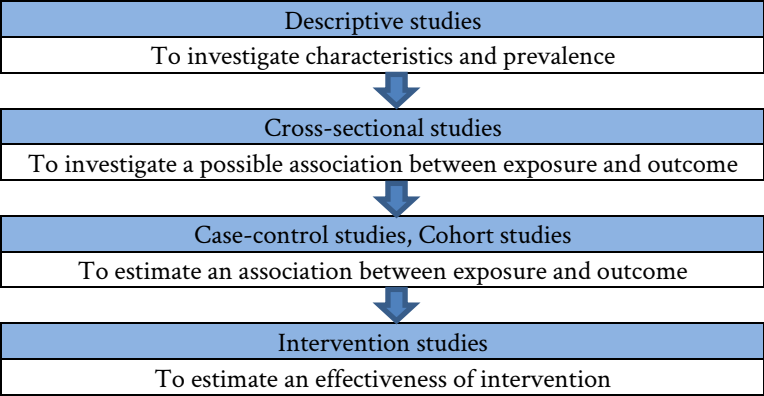 Descriptive studies
To investigate characteristics and prevalence
Cross-sectional studies
To investigate a possible association between exposure and outcome
Case-control studies, Cohort studies
To estimate an association between exposure and outcome
Intervention studies
To estimate an effectiveness of intervention